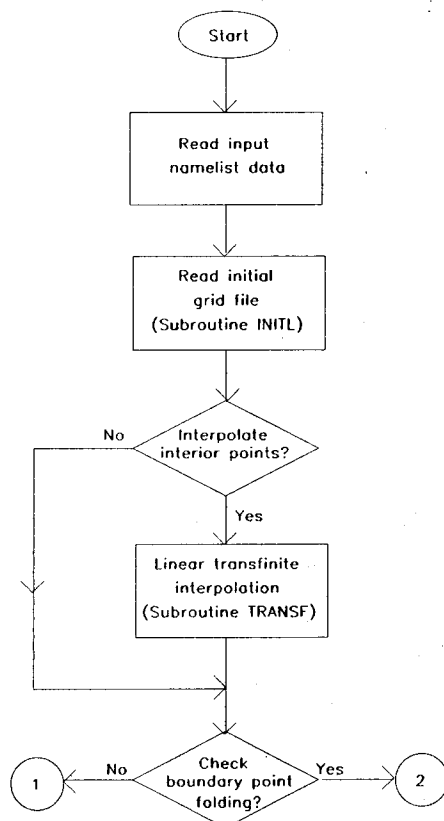 Start
Read input
namelist data
Read initial
grid file
(Subroutine INITL)
No
Interpolate
interior points?
Yes
Linear transfinite
interpolation
(Subroutine TRANSF)
1
No
Check
boundary point
folding?
Yes
2